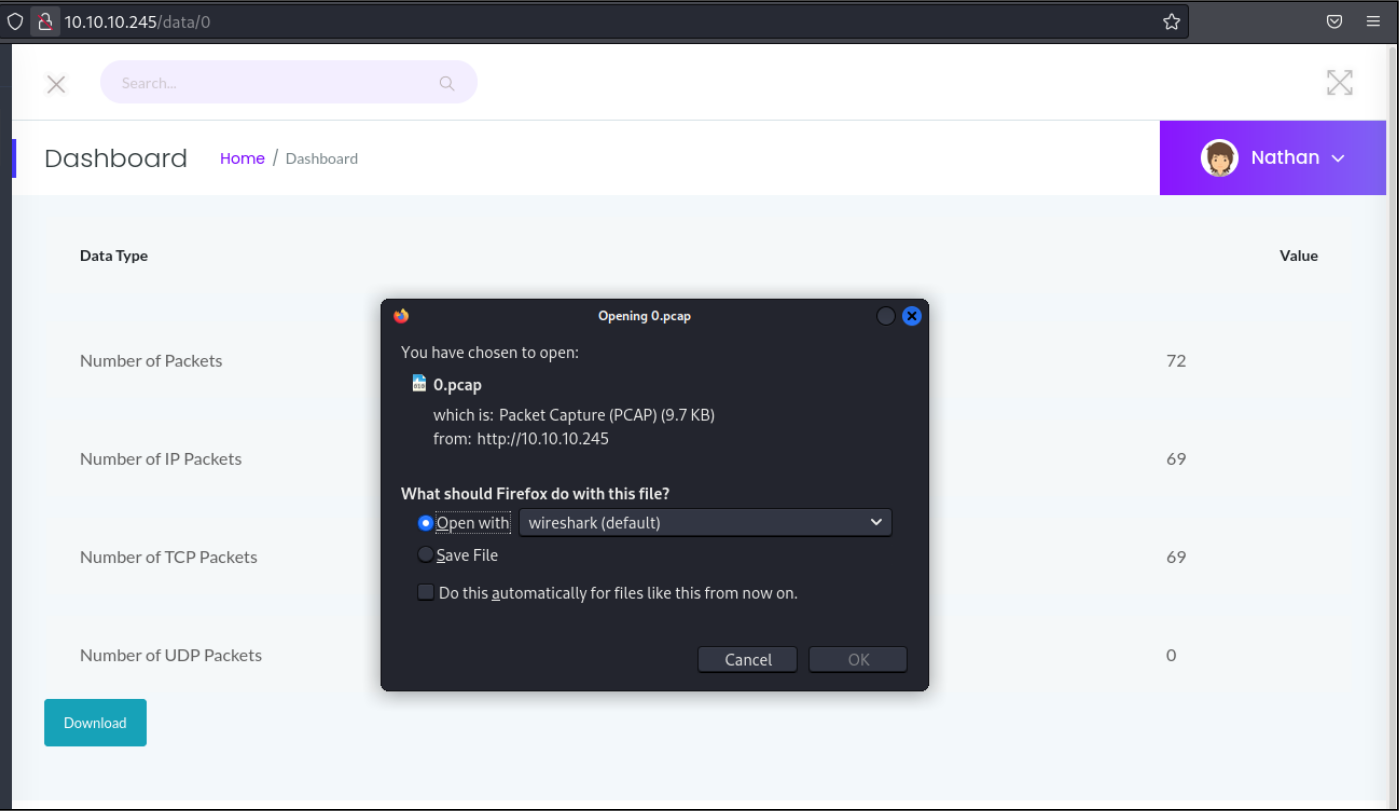 10.10.10.245/data/0
Search...
Dashboard Home / Dashboard Nathan
Data Type Value
Number of Packets 72
Number of IP Packets 69
Number of TCP Packets 69
Number of UDP Packets 0
Download
Opening 0.pcap
You have chosen to open:
0.pcap
which is: Packet Capture (PCAP) (9.7 KB)
from: http://10.10.10.245
What should Firefox do with this file?
Open with wireshark (default)
Save File
Do this automatically for files like this from now on.
Cancel OK